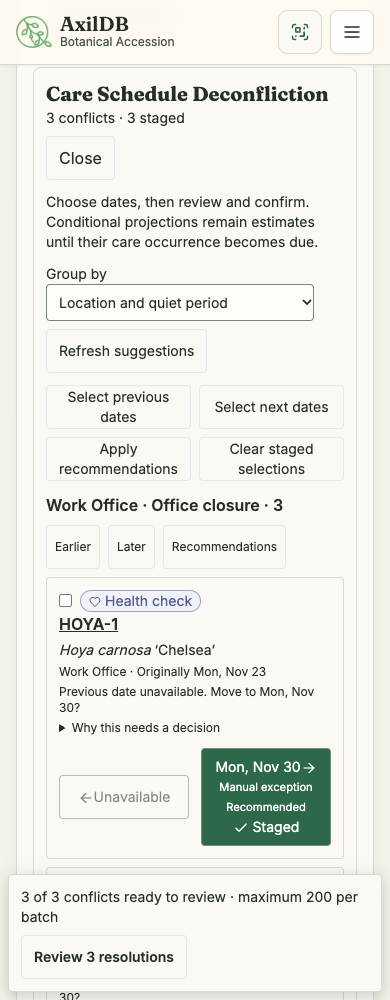 AxilDB
Botanical Accession
Care Schedule Deconfliction
3 conflicts · 3 staged
Close
Choose dates, then review and confirm.
Conditional projections remain estimates
until their care occurrence becomes due.
Group by
Location and quiet period
Refresh suggestions
Select previous
dates
Select next dates
Apply
recommendations
Clear staged
selections
Work Office · Office closure · 3
Earlier
Later
Recommendations
Health check
HOYA-1
Hoya carnosa ‘Chelsea’
Work Office · Originally Mon, Nov 23
Previous date unavailable. Move to Mon, Nov
30?
Why this needs a decision
←Unavailable
Mon, Nov 30→
Manual exception
Recommended
✓ Staged
3 of 3 conflicts ready to review · maximum 200 per
batch
Review 3 resolutions
30?